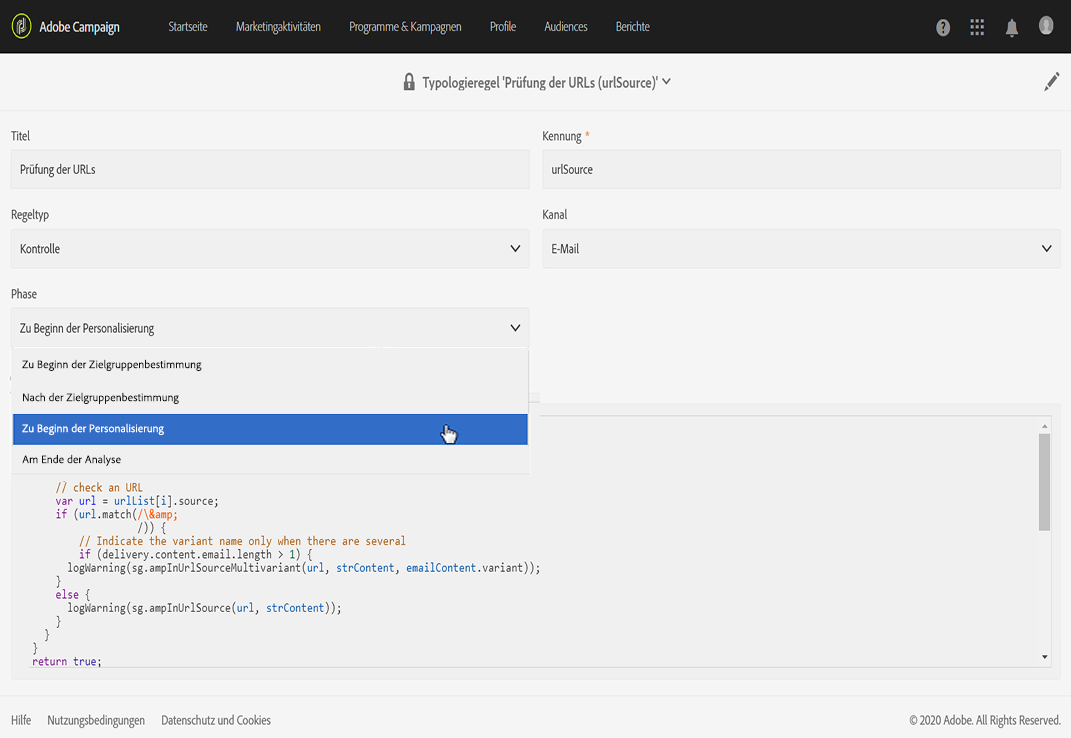 Adobe Campaign Startseite Marketingaktivitäten Programme & Kampagnen Profile Audiences Berichte
Typologieregel 'Prüfung der URLs (urlSource)'
Titel Kennung *
Prüfung der URLs urlSource
Regeltyp Kanal
Kontrolle E-Mail
Phase
Zu Beginn der Personalisierung
Zu Beginn der Zielgruppenbestimmung
Nach der Zielgruppenbestimmung
Zu Beginn der Personalisierung
Am Ende der Analyse
// check an URL
var url = urlList[i].source;
if (url.match(/\&amp;
/)) {
// Indicate the variant name only when there are several
if (delivery.content.email.length > 1) {
logWarning(sg.ampInUrlSourceMultivariant(url, strContent, emailContent.variant));
}
else {
logWarning(sg.ampInUrlSource(url, strContent));
}
}
}
return true;
Hilfe Nutzungsbedingungen Datenschutz und Cookies © 2020 Adobe. All Rights Reserved.